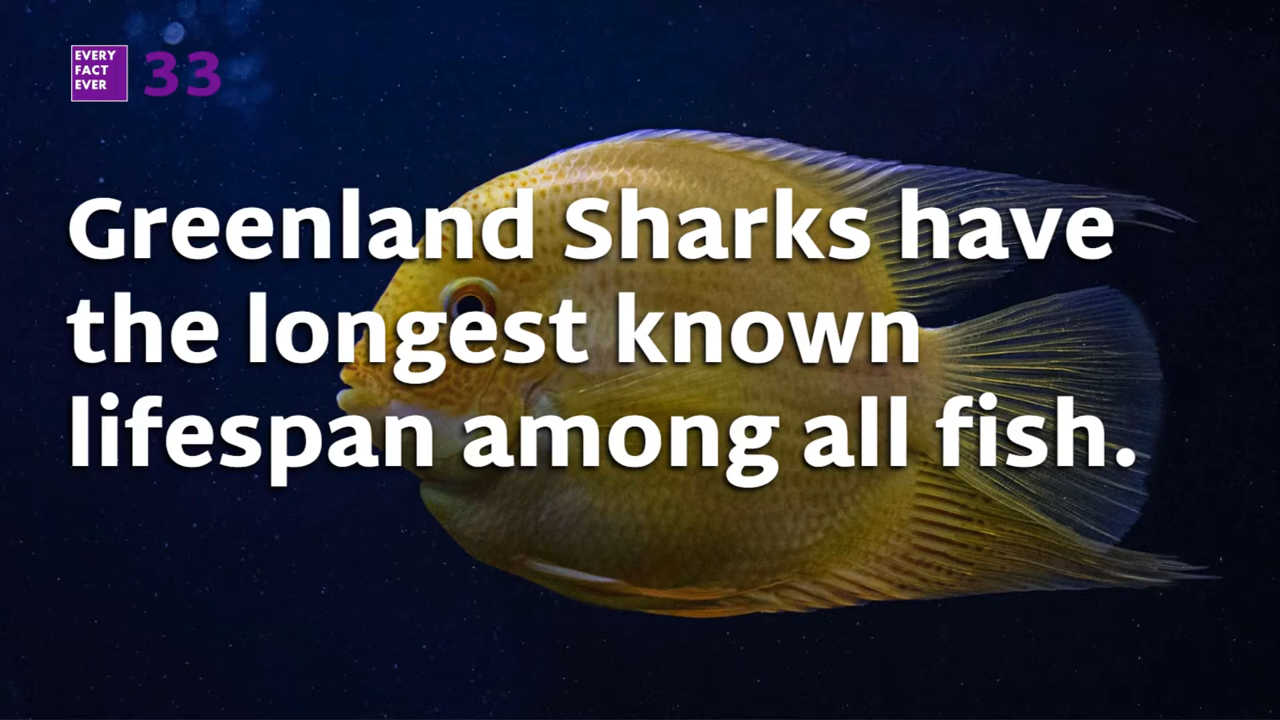 EVERY
FACT
EVER
33
Greenland Sharks have
the longest known
lifespan among all fish.